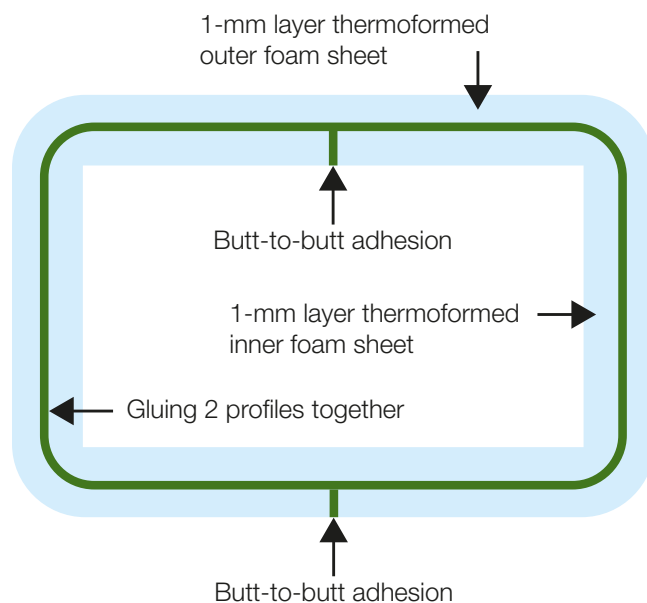 1-mm layer thermoformed
outer foam sheet
Butt-to-butt adhesion
1-mm layer thermoformed
inner foam sheet
Gluing 2 profiles together
Butt-to-butt adhesion